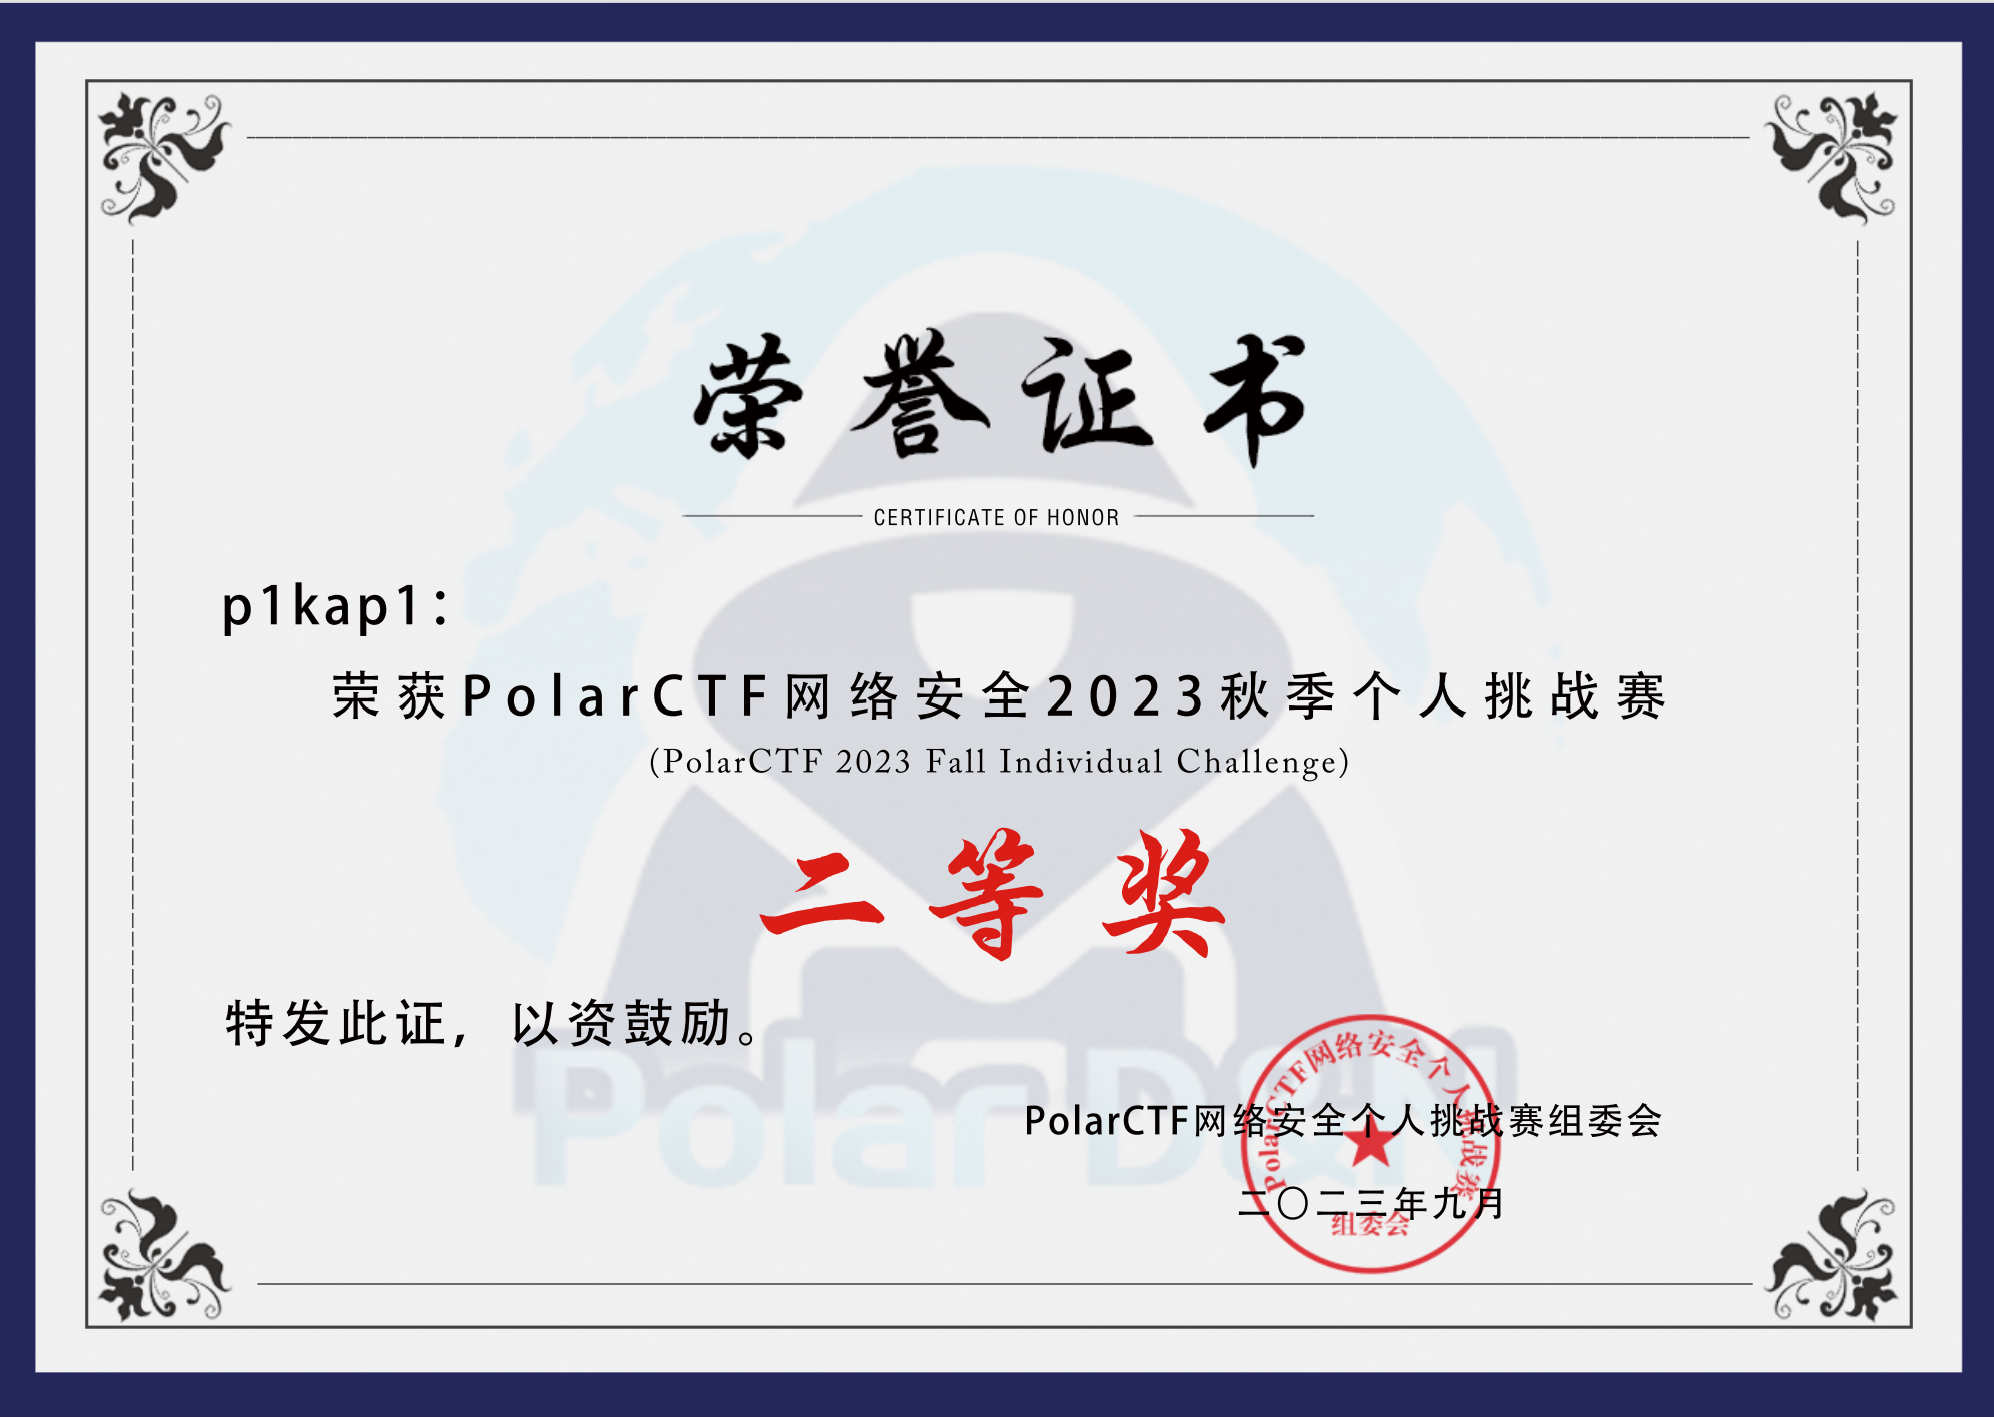 荣誉证书
CERTIFICATE OF HONOR
p1kap1：
荣获PolarCTF网络安全2023秋季个人挑战赛
(PolarCTF 2023 Fall Individual Challenge)
二等奖
特发此证，以资鼓励。
Polar D&N
PolarCTF网络安全个人挑战赛组委会
二〇二三年九月
PolarCTF网络安全个人挑战赛
组委会